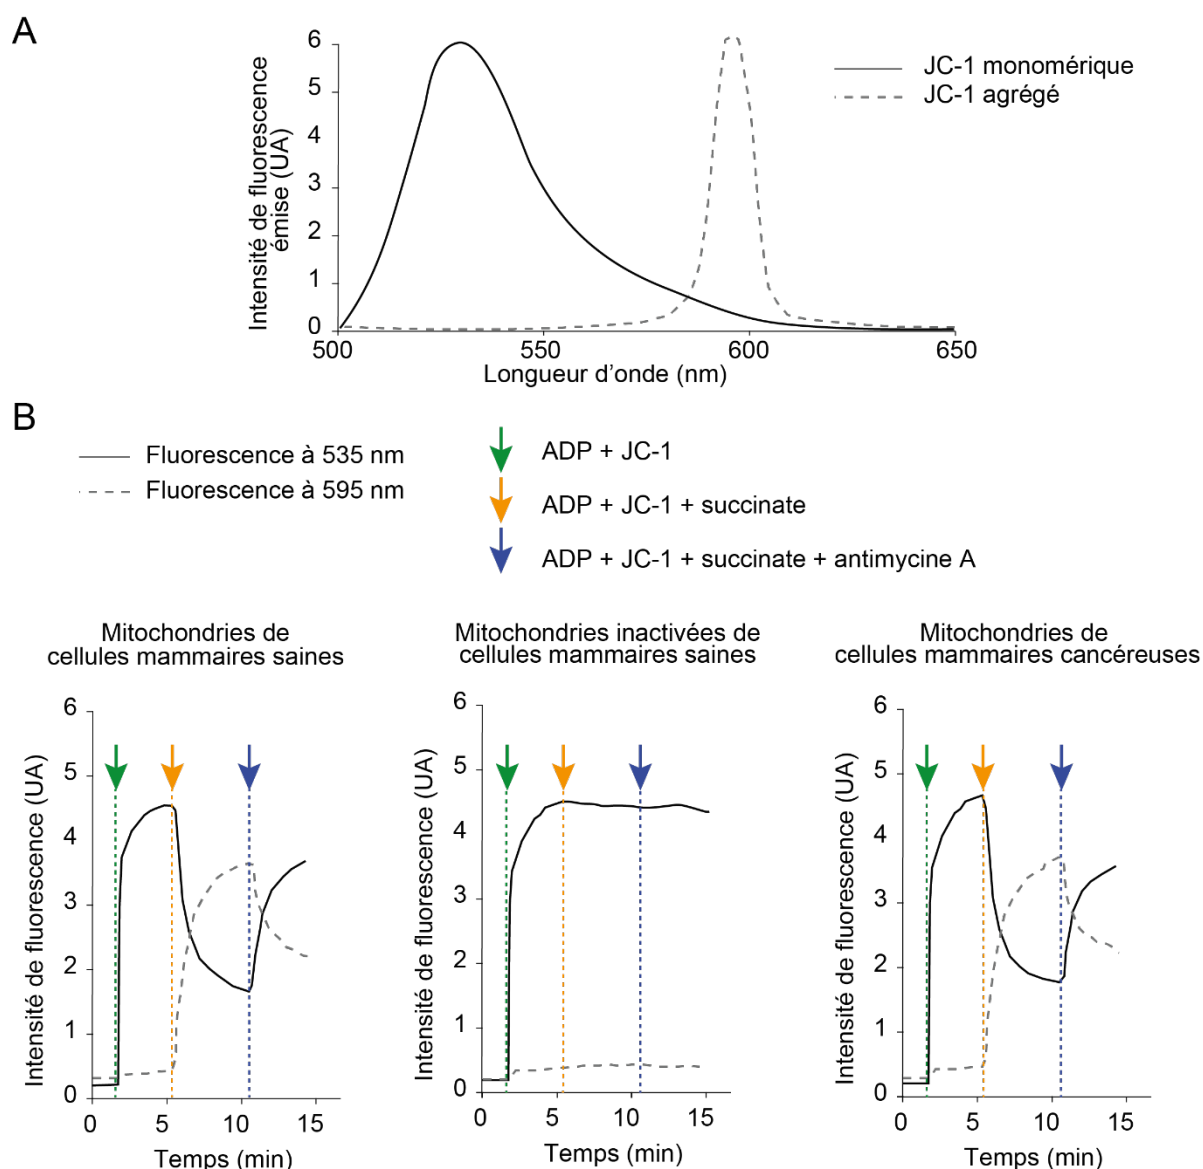 A
Intensité de fluorescence
émise (UA)
6
5
4
3
2
1
0
500
550
600
650
Longueur d'onde (nm)
JC-1 monomérique
JC-1 agrégé
B
Fluorescence à 535 nm
Fluorescence à 595 nm
ADP + JC-1
ADP + JC-1 + succinate
ADP + JC-1 + succinate + antimycine A
Mitochondries de
cellules mammaires saines
Intensité de fluorescence (UA)
6
5
4
3
2
1
0
0
5
10
15
Temps (min)
Mitochondries inactivées de
cellules mammaires saines
Intensité de fluorescence (UA)
6
5
4
3
2
1
0
0
5
10
15
Temps (min)
Mitochondries de
cellules mammaires cancéreuses
Intensité de fluorescence (UA)
6
5
4
3
2
1
0
0
5
10
15
Temps (min)